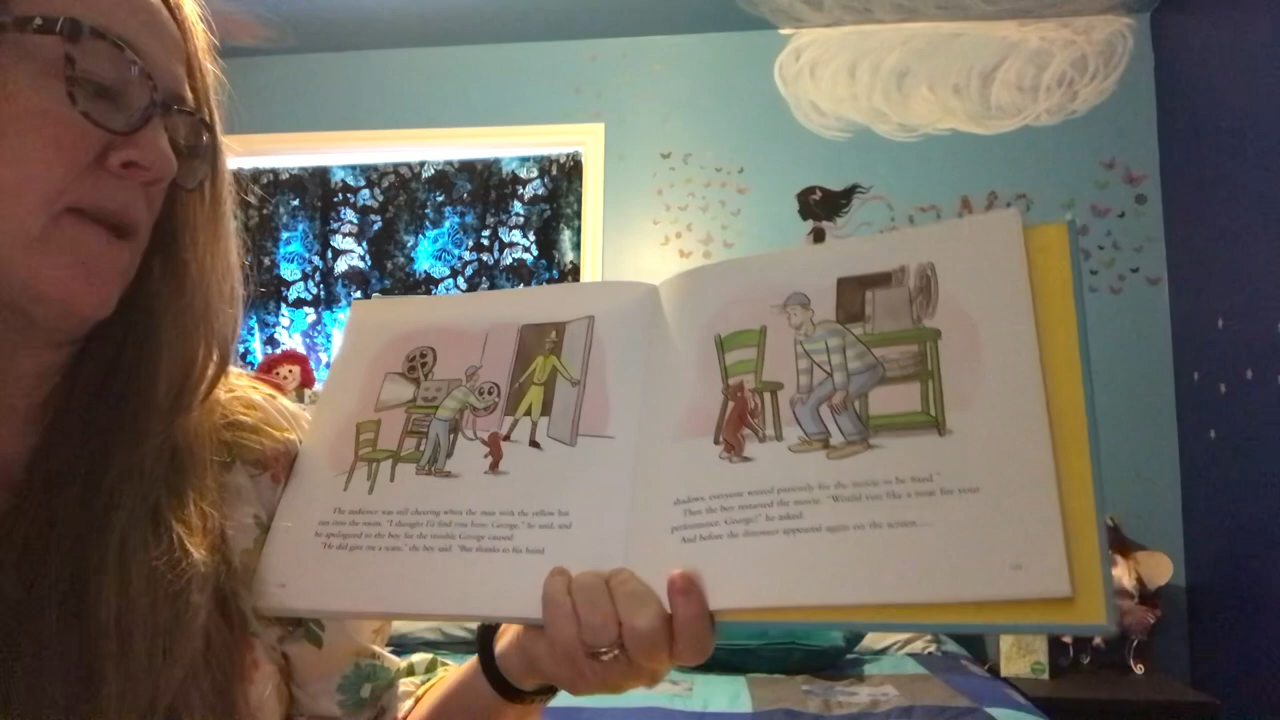 The audience was still cheering when the man with the yellow hat
ran into the room. "I thought I'd find you here, George," he said, and
he apologized to the boy for the trouble George caused.
"He did give me a scare," the boy said. "But thanks to his hand
shadows, everyone waited patiently for the movie to be fixed."
Then the boy restarted the movie. "Would you like a treat for your
performance, George?" he asked.
And before the dinosaur appeared again on the screen....